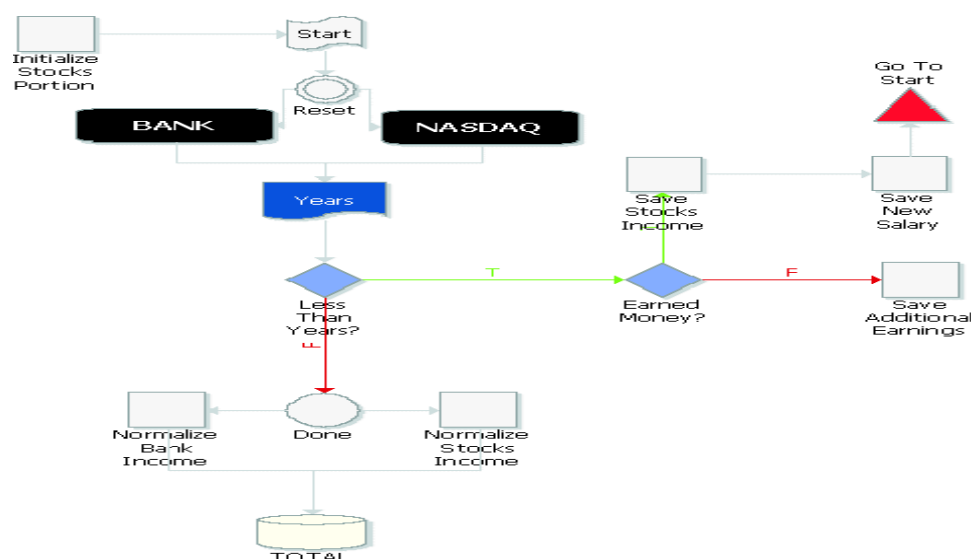 Start
Initialize
Stocks
Portion
Go To
Start
Reset
BANK
NASDAQ
Years
Save
Stocks
Income
Save
New
Salary
T
F
Less
Than
Years?
Earned
Money?
Save
Additional
Earnings
F
Normalize
Bank
Income
Done
Normalize
Stocks
Income
TOTAL